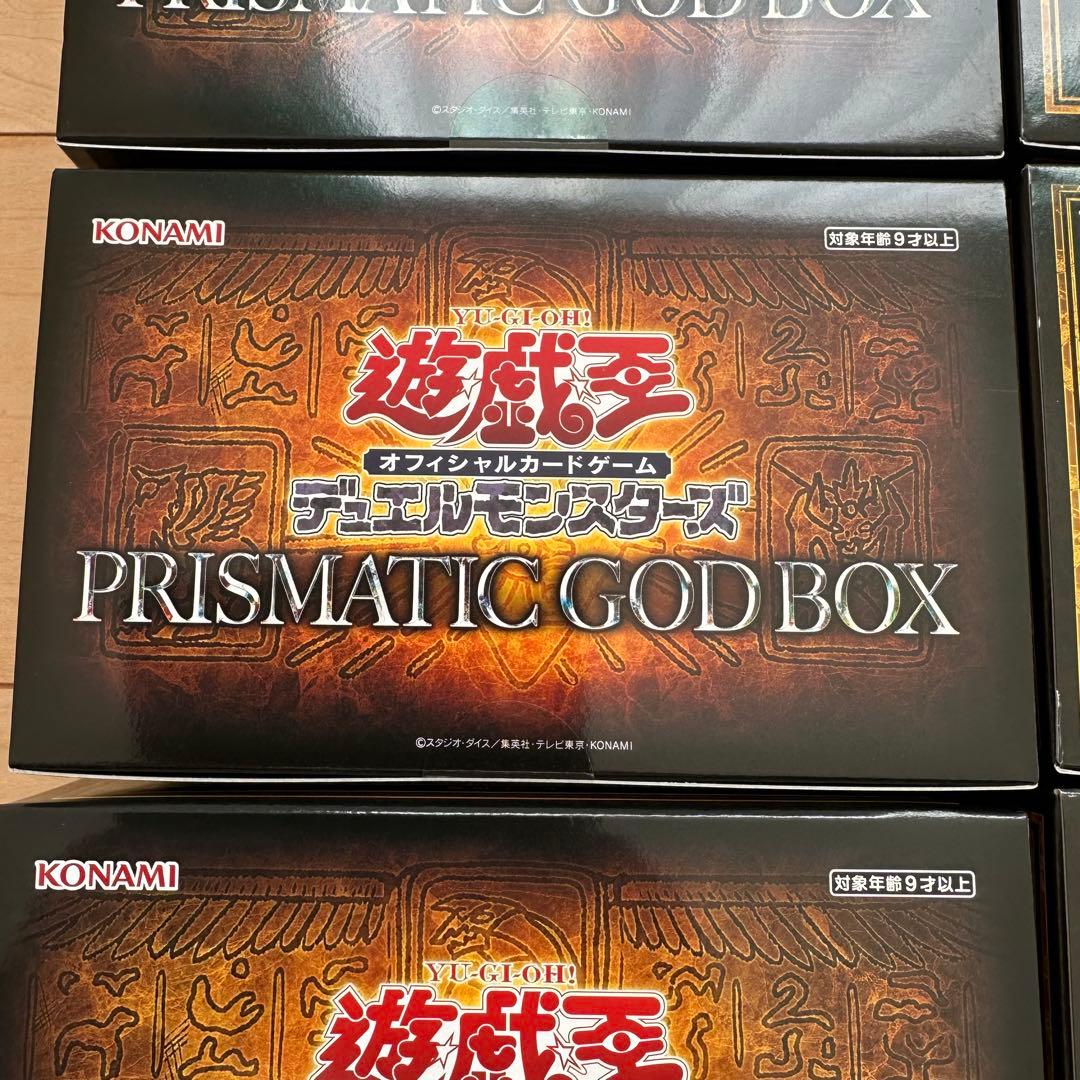 PRISMATIC GOD BOX
©スタジオ・ダイス／集英社・テレビ東京・KONAMI
KONAMI
対象年齢9才以上
YU-GI-OH!
遊☆戯☆王
オフィシャルカードゲーム
デュエルモンスターズ
PRISMATIC GOD BOX
©スタジオ・ダイス／集英社・テレビ東京・KONAMI
KONAMI
対象年齢9才以上
YU-GI-OH!
遊☆戯☆王